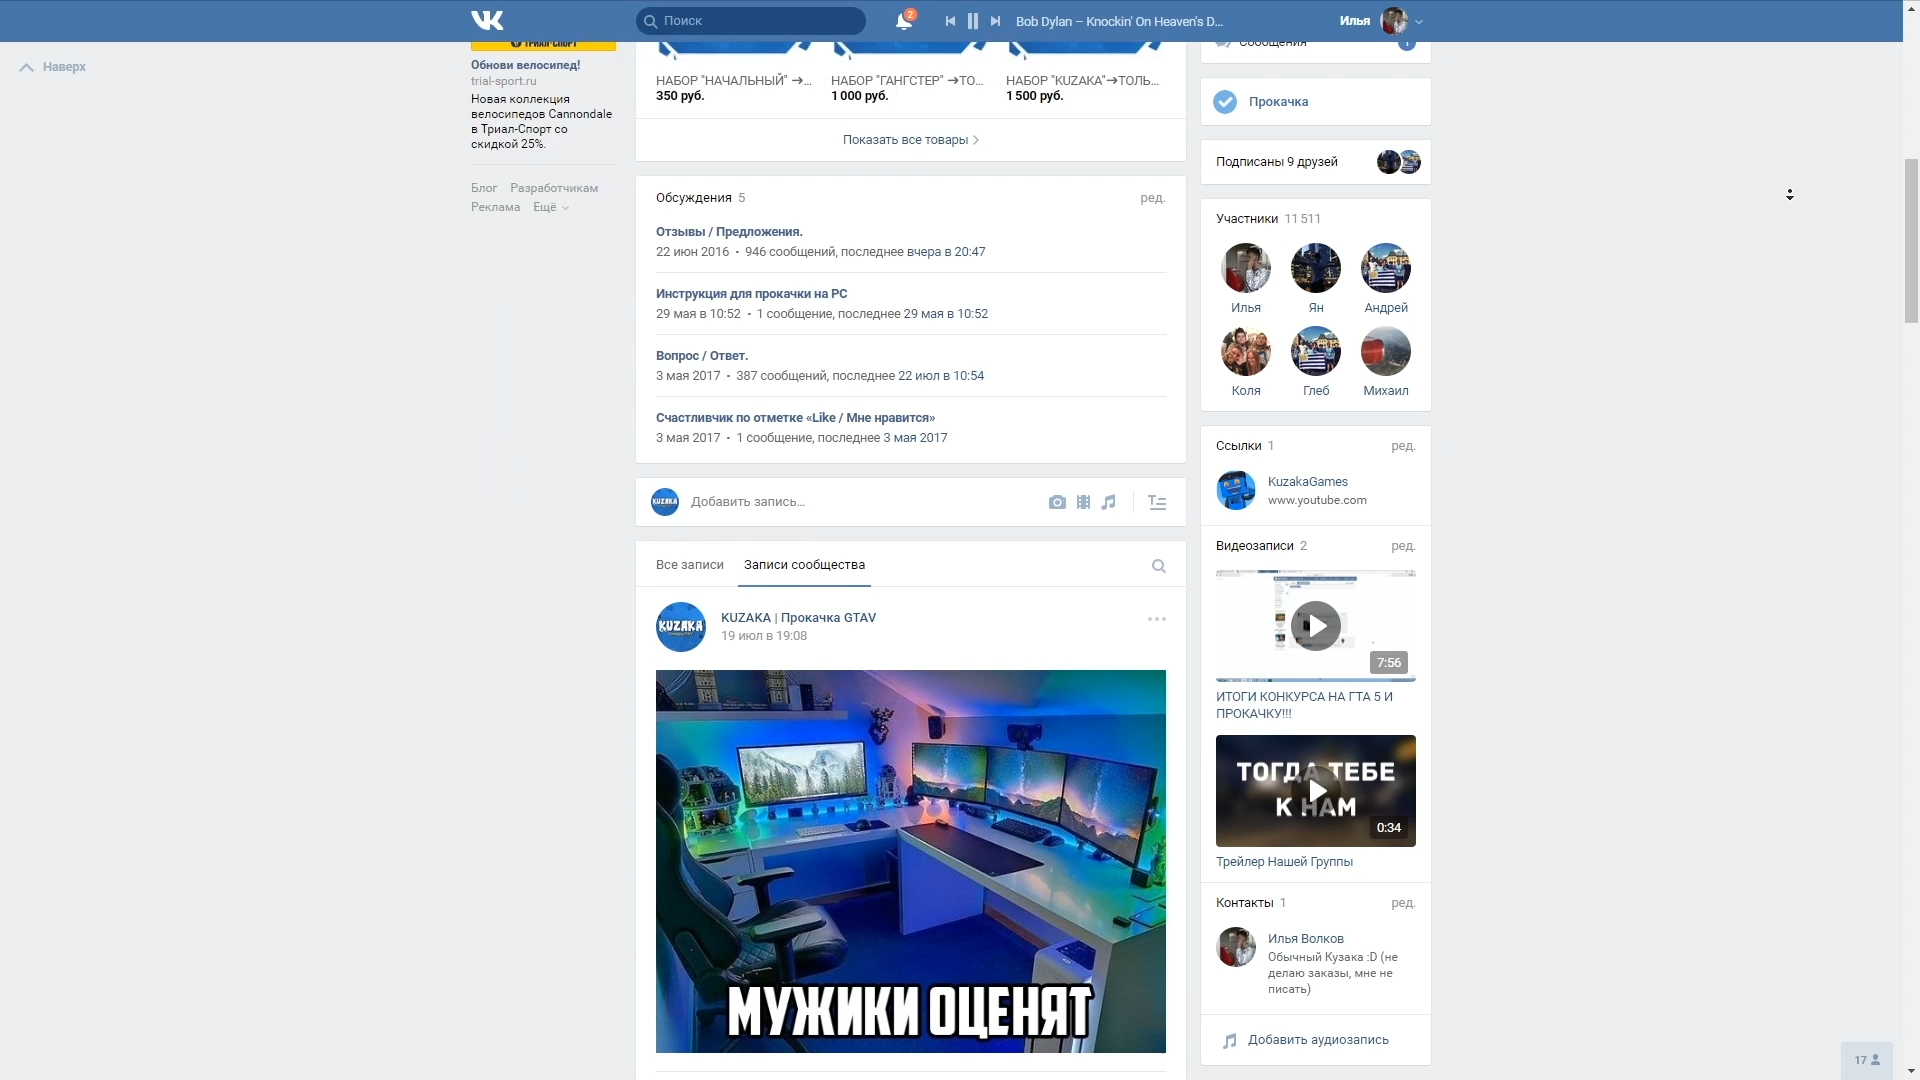 Поиск
2
Bob Dylan – Knockin' On Heaven's D...
Илья
Наверх
ТРИАЛ-СПОРТ
Обнови велосипед!
trial-sport.ru
Новая коллекция
велосипедов Cannondale
в Триал-Спорт со
скидкой 25%.
Блог Разработчикам
Реклама Ещё
НАБОР "НАЧАЛЬНЫЙ" ➔...
350 руб.
НАБОР "ГАНГСТЕР" ➔ТО...
1 000 руб.
НАБОР "KUZAKA"➔ТОЛЬ...
1 500 руб.
Показать все товары
Обсуждения 5
ред.
Отзывы / Предложения.
22 июн 2016 • 946 сообщений, последнее вчера в 20:47
Инструкция для прокачки на PC
29 мая в 10:52 • 1 сообщение, последнее 29 мая в 10:52
Вопрос / Ответ.
3 мая 2017 • 387 сообщений, последнее 22 июл в 10:54
Счастливчик по отметке «Like / Мне нравится»
3 мая 2017 • 1 сообщение, последнее 3 мая 2017
KUZAKA
Добавить запись...
Все записи
Записи сообщества
KUZAKA
KUZAKA | Прокачка GTAV
19 июл в 19:08
МУЖИКИ ОЦЕНЯТ
Сообщения
1
Прокачка
Подписаны 9 друзей
Участники 11 511
Илья
Ян
Андрей
Коля
Глеб
Михаил
Ссылки 1
ред.
KuzakaGames
www.youtube.com
Видеозаписи 2
ред.
7:56
ИТОГИ КОНКУРСА НА ГТА 5 И
ПРОКАЧКУ!!!
ТОГДА ТЕБЕ
К НАМ
0:34
Трейлер Нашей Группы
Контакты 1
ред.
Илья Волков
Обычный Кузака :D (не
делаю заказы, мне не
писать)
Добавить аудиозапись
17